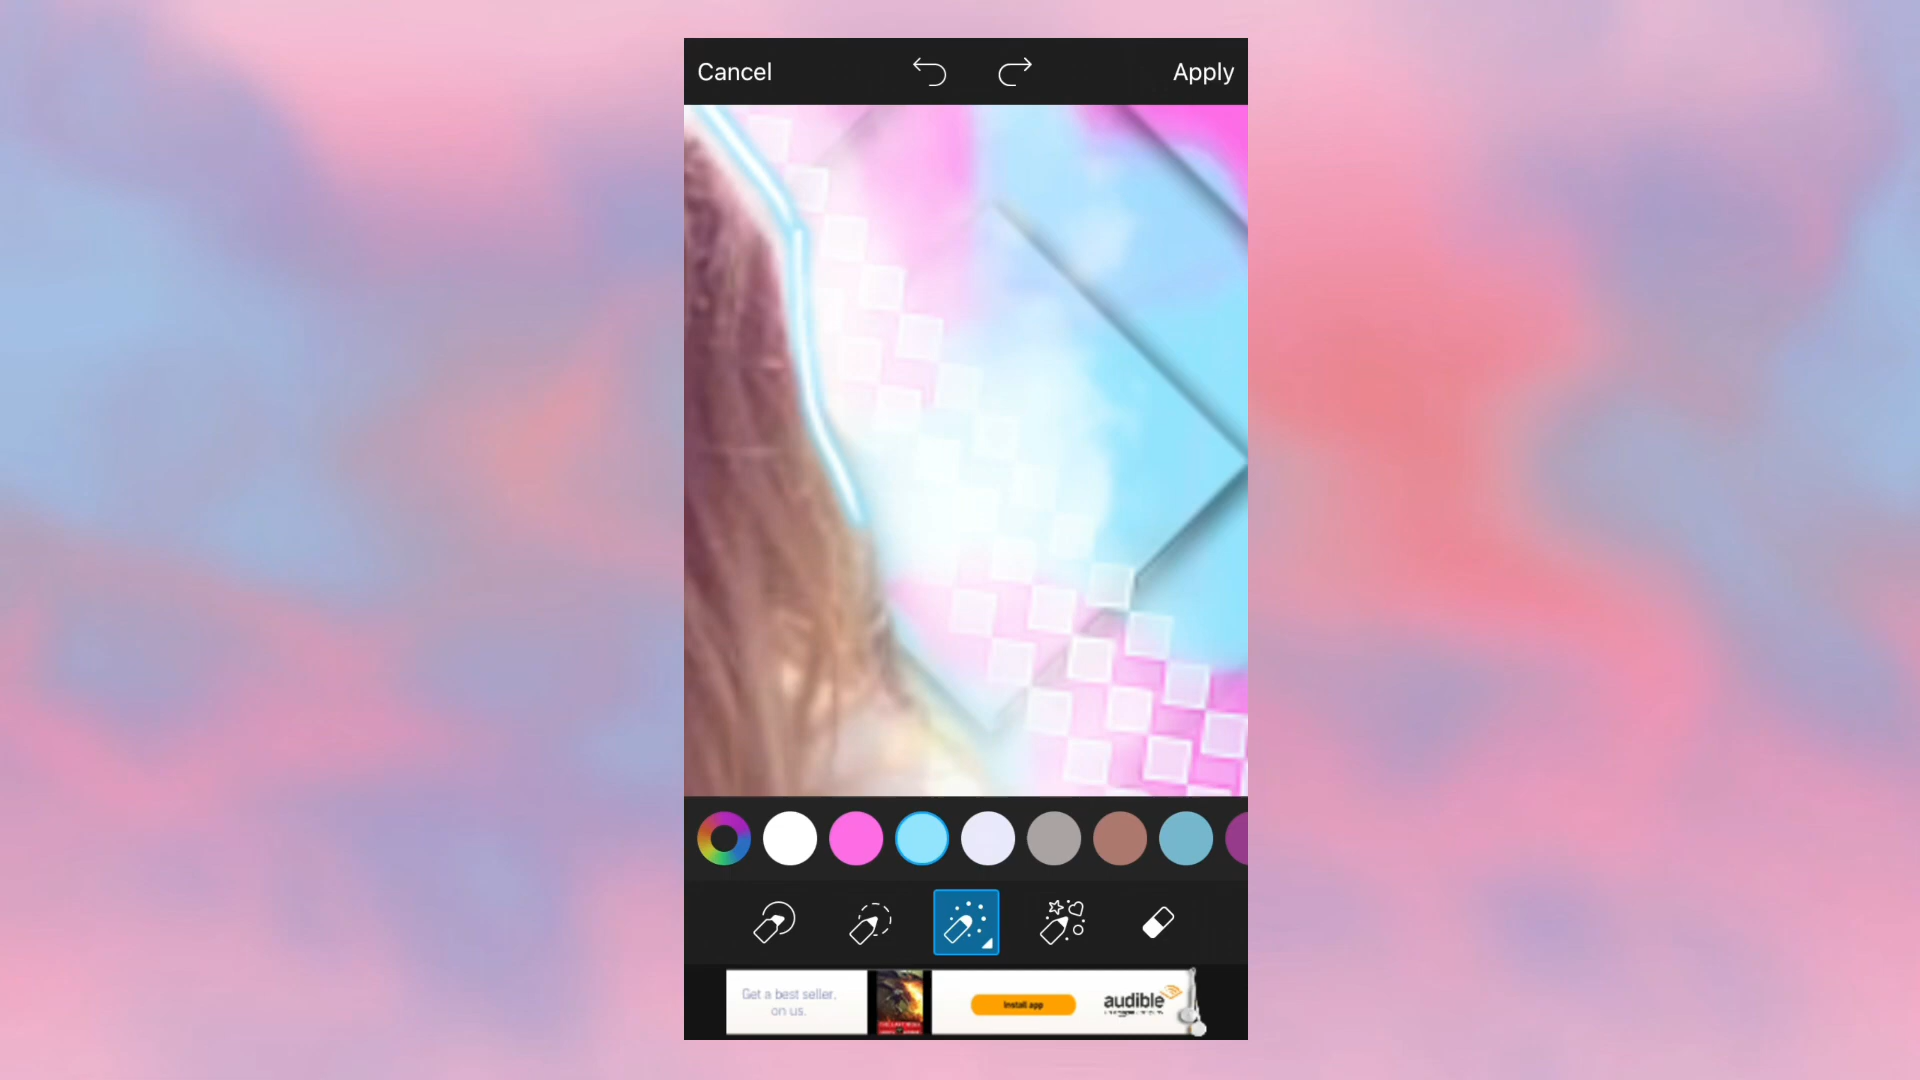 Cancel
Apply
Get a best seller,
on us.
Install app
audible